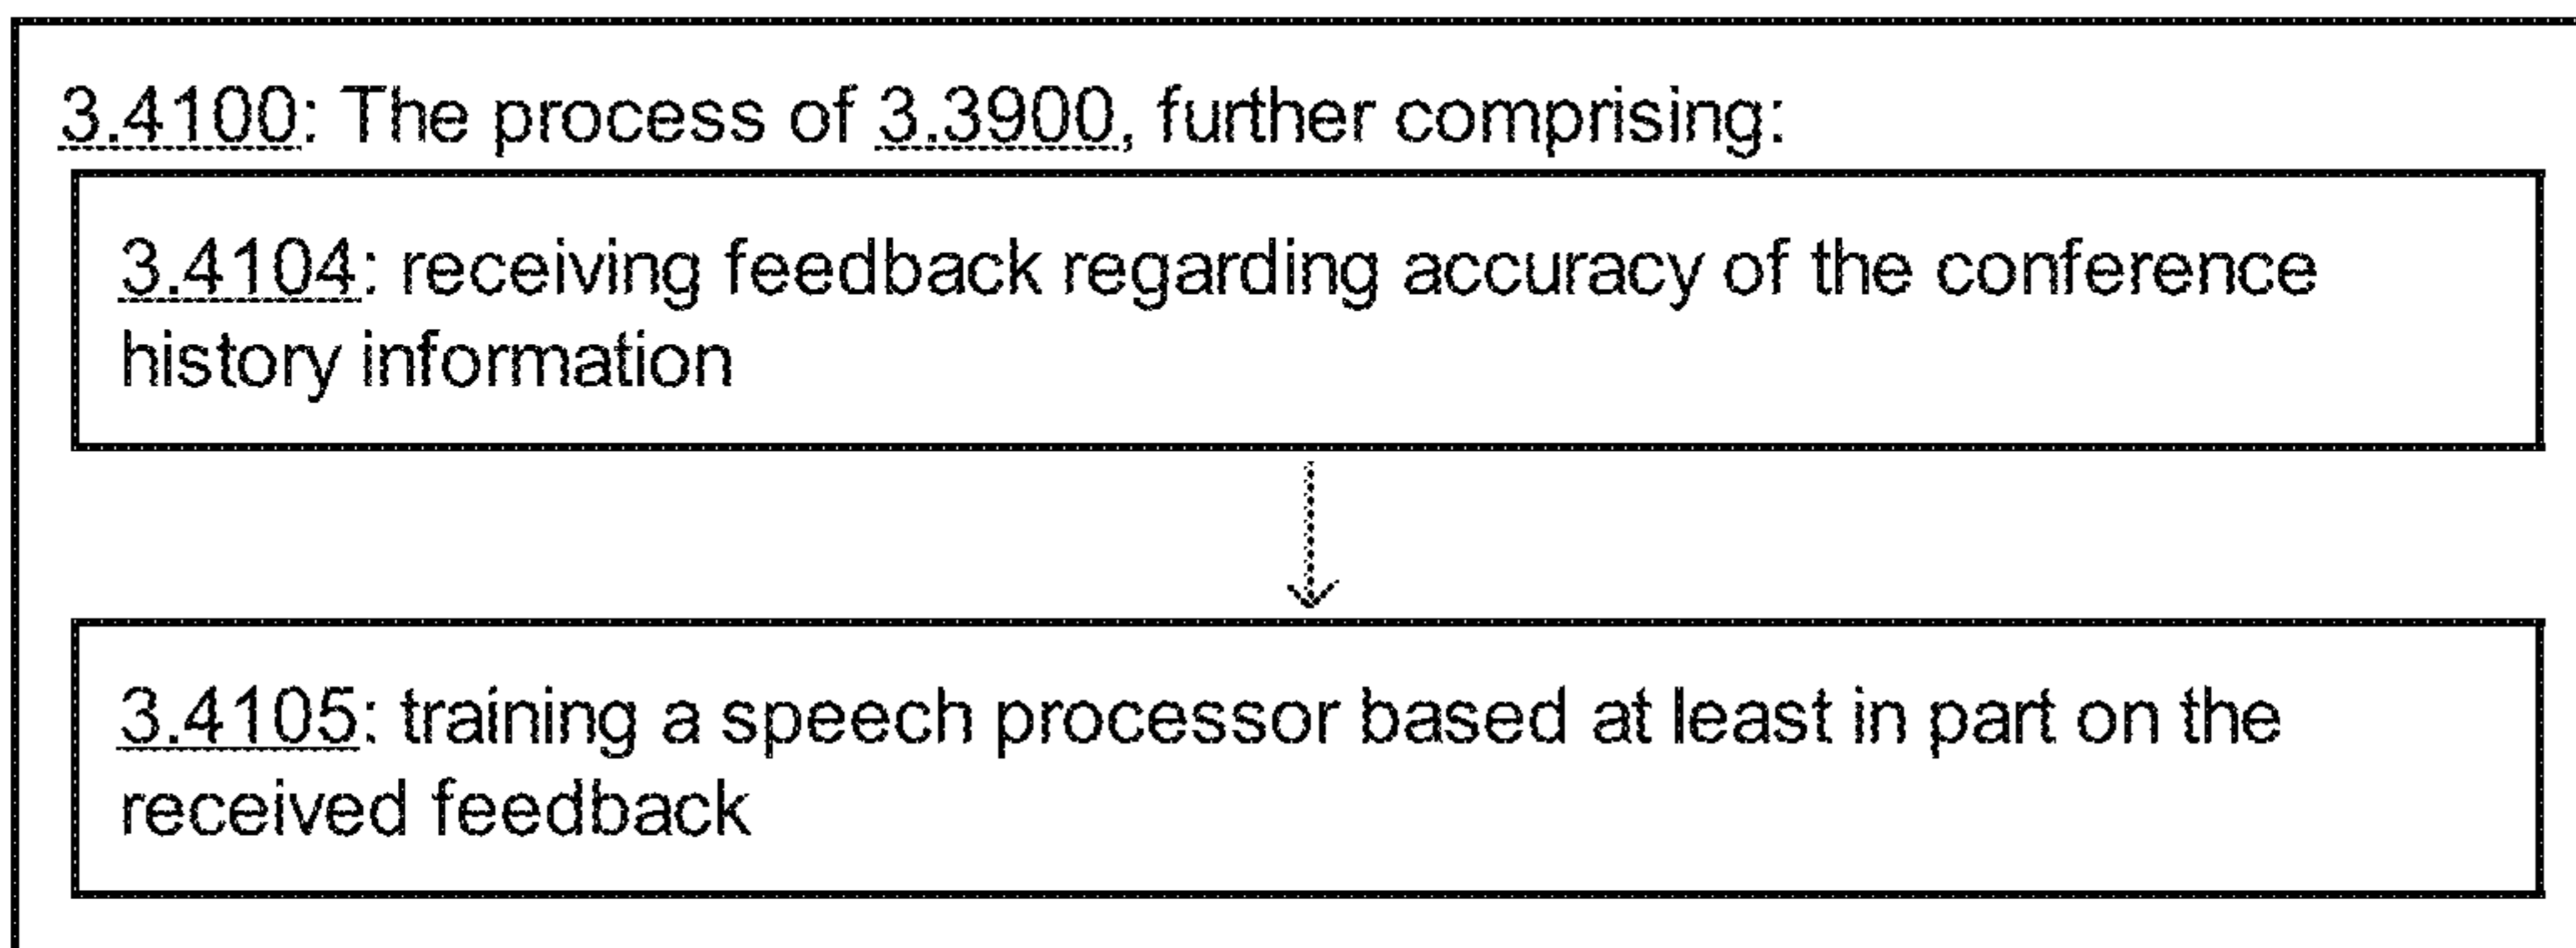 3.4100: The process of 3.3900, further comprising:
3.4104: receiving feedback regarding accuracy of the conference
history information
3.4105: training a speech processor based at least in part on the
received feedback